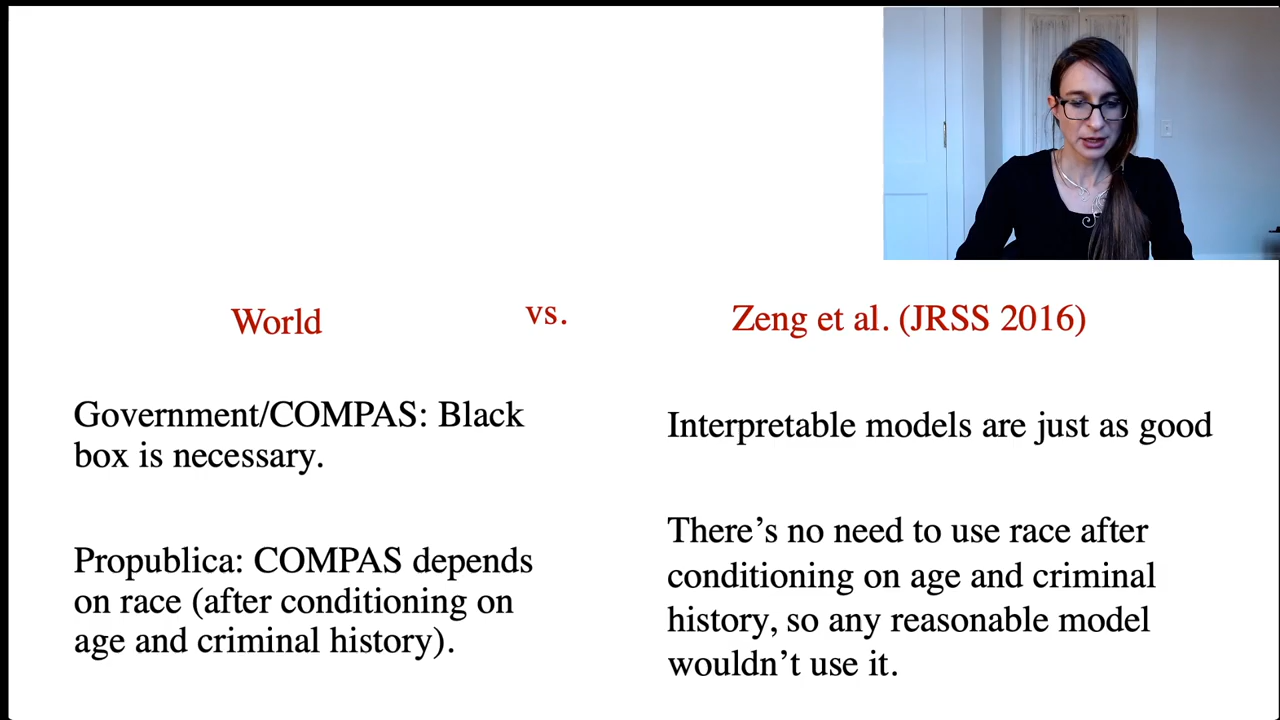 World vs. Zeng et al. (JRSS 2016)
Government/COMPAS: Black
box is necessary.
Interpretable models are just as good
Propublica: COMPAS depends
on race (after conditioning on
age and criminal history).
There’s no need to use race after
conditioning on age and criminal
history, so any reasonable model
wouldn’t use it.